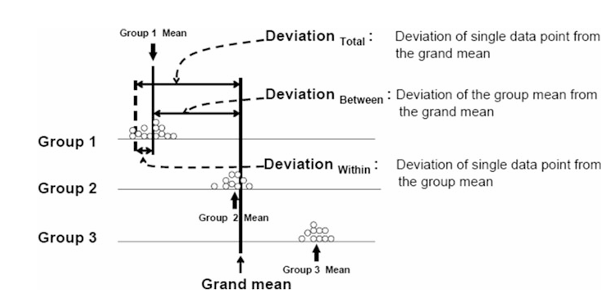 Group 1 Mean
Deviation Total : Deviation of single data point from
the grand mean
Deviation Between : Deviation of the group mean from
the grand mean
Group 1
Deviation Within : Deviation of single data point from
the group mean
Group 2
Group 2 Mean
Group 3
Group 3 Mean
Grand mean